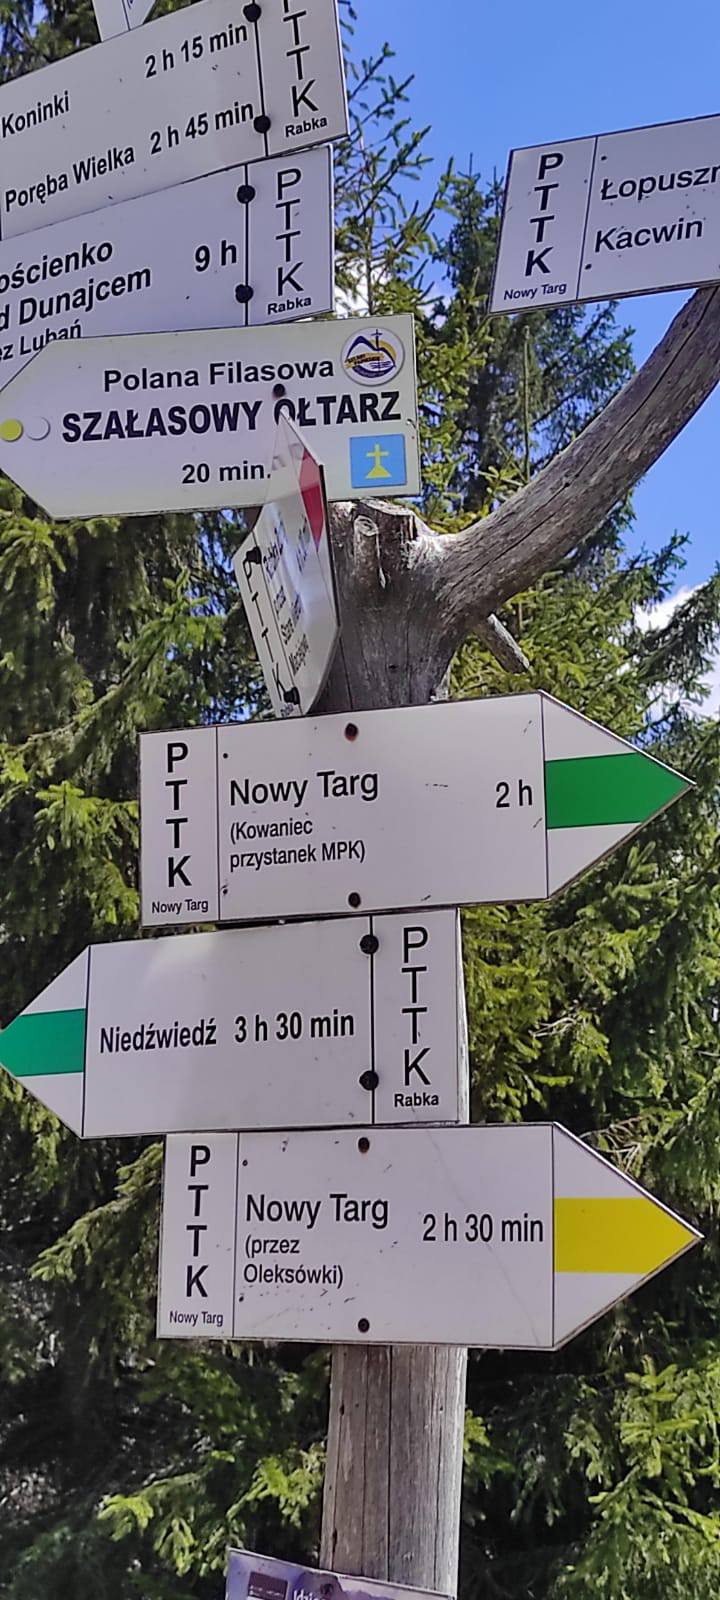 Koninki 2 h 15 min
Poręba Wielka 2 h 45 min
PTTK
Rabka
9 h
Dunajcem
Lubań
PTTK
Rabka
PTTK
Nowy Targ
Kacwin
Polana Filasowa
SZAŁASOWY OŁTARZ
20 min.
PTTK
Nowy Targ
Nowy Targ 2 h
(Kowaniec
przystanek MPK)
Niedźwiedź 3 h 30 min
PTTK
Rabka
PTTK
Nowy Targ
Nowy Targ 2 h 30 min
(przez
Oleksówki)